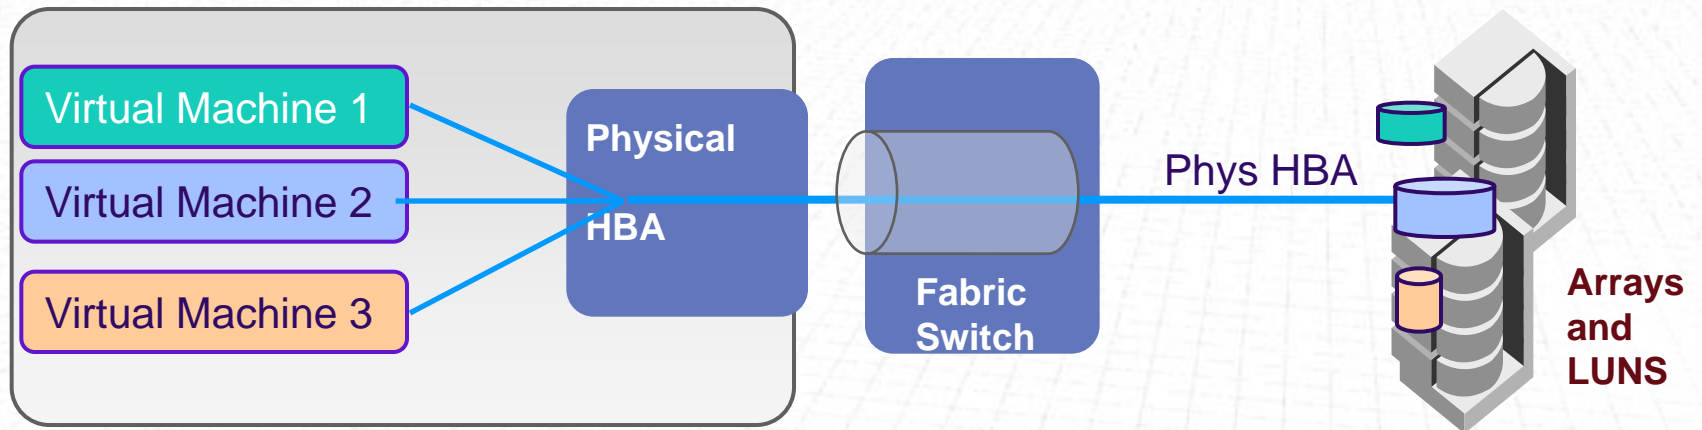 Virtual Machine 1
Virtual Machine 2
Virtual Machine 3
Physical
HBA
Fabric
Switch
Phys HBA
Arrays
and
LUNS